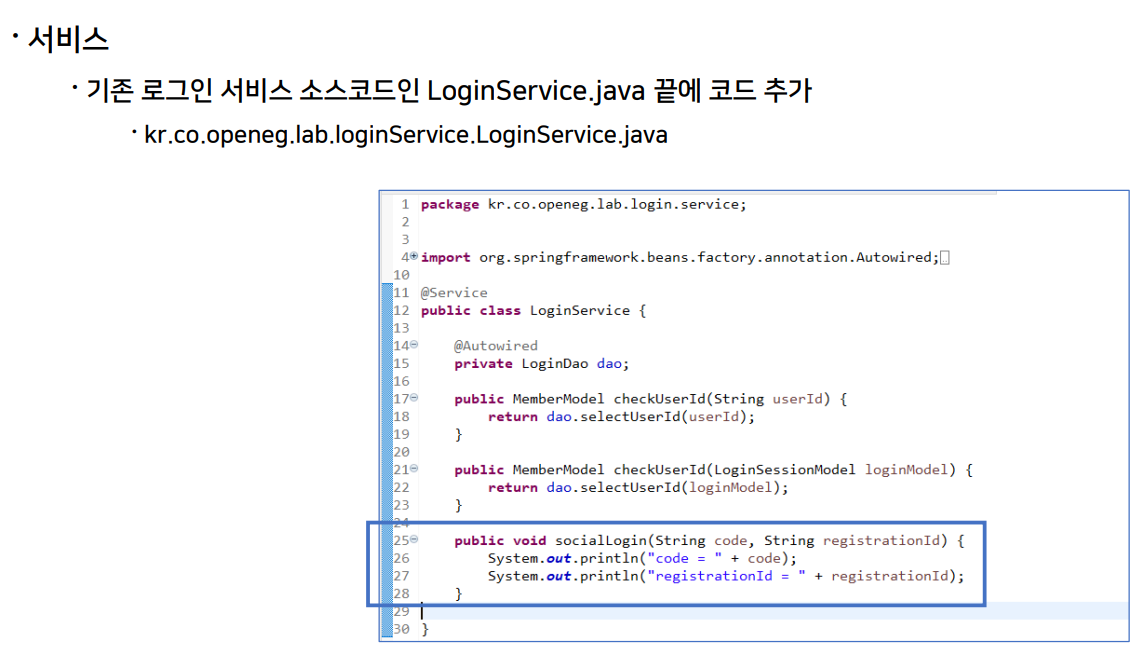 · 서비스
· 기존 로그인 서비스 소스코드인 LoginService.java 끝에 코드 추가
· kr.co.openeg.lab.loginService.LoginService.java
1 package kr.co.openeg.lab.login.service;
2
3
4 import org.springframework.beans.factory.annotation.Autowired;
10
11 @Service
12 public class LoginService {
13
14 @Autowired
15 private LoginDao dao;
16
17 public MemberModel checkUserId(String userId) {
18 return dao.selectUserId(userId);
19 }
20
21 public MemberModel checkUserId(LoginSessionModel loginModel) {
22 return dao.selectUserId(loginModel);
23 }
24
25 public void socialLogin(String code, String registrationId) {
26 System.out.println("code = " + code);
27 System.out.println("registrationId = " + registrationId);
28 }
29
30 }